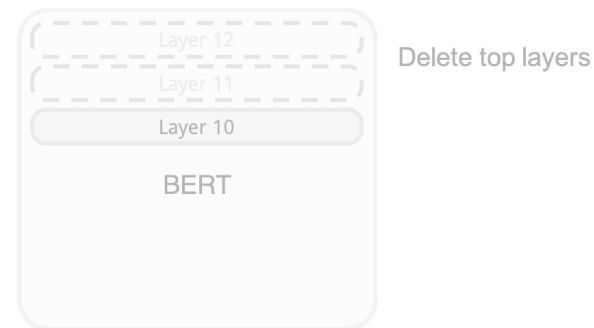 Layer 12
Delete top layers
Layer 11
Layer 10
BERT